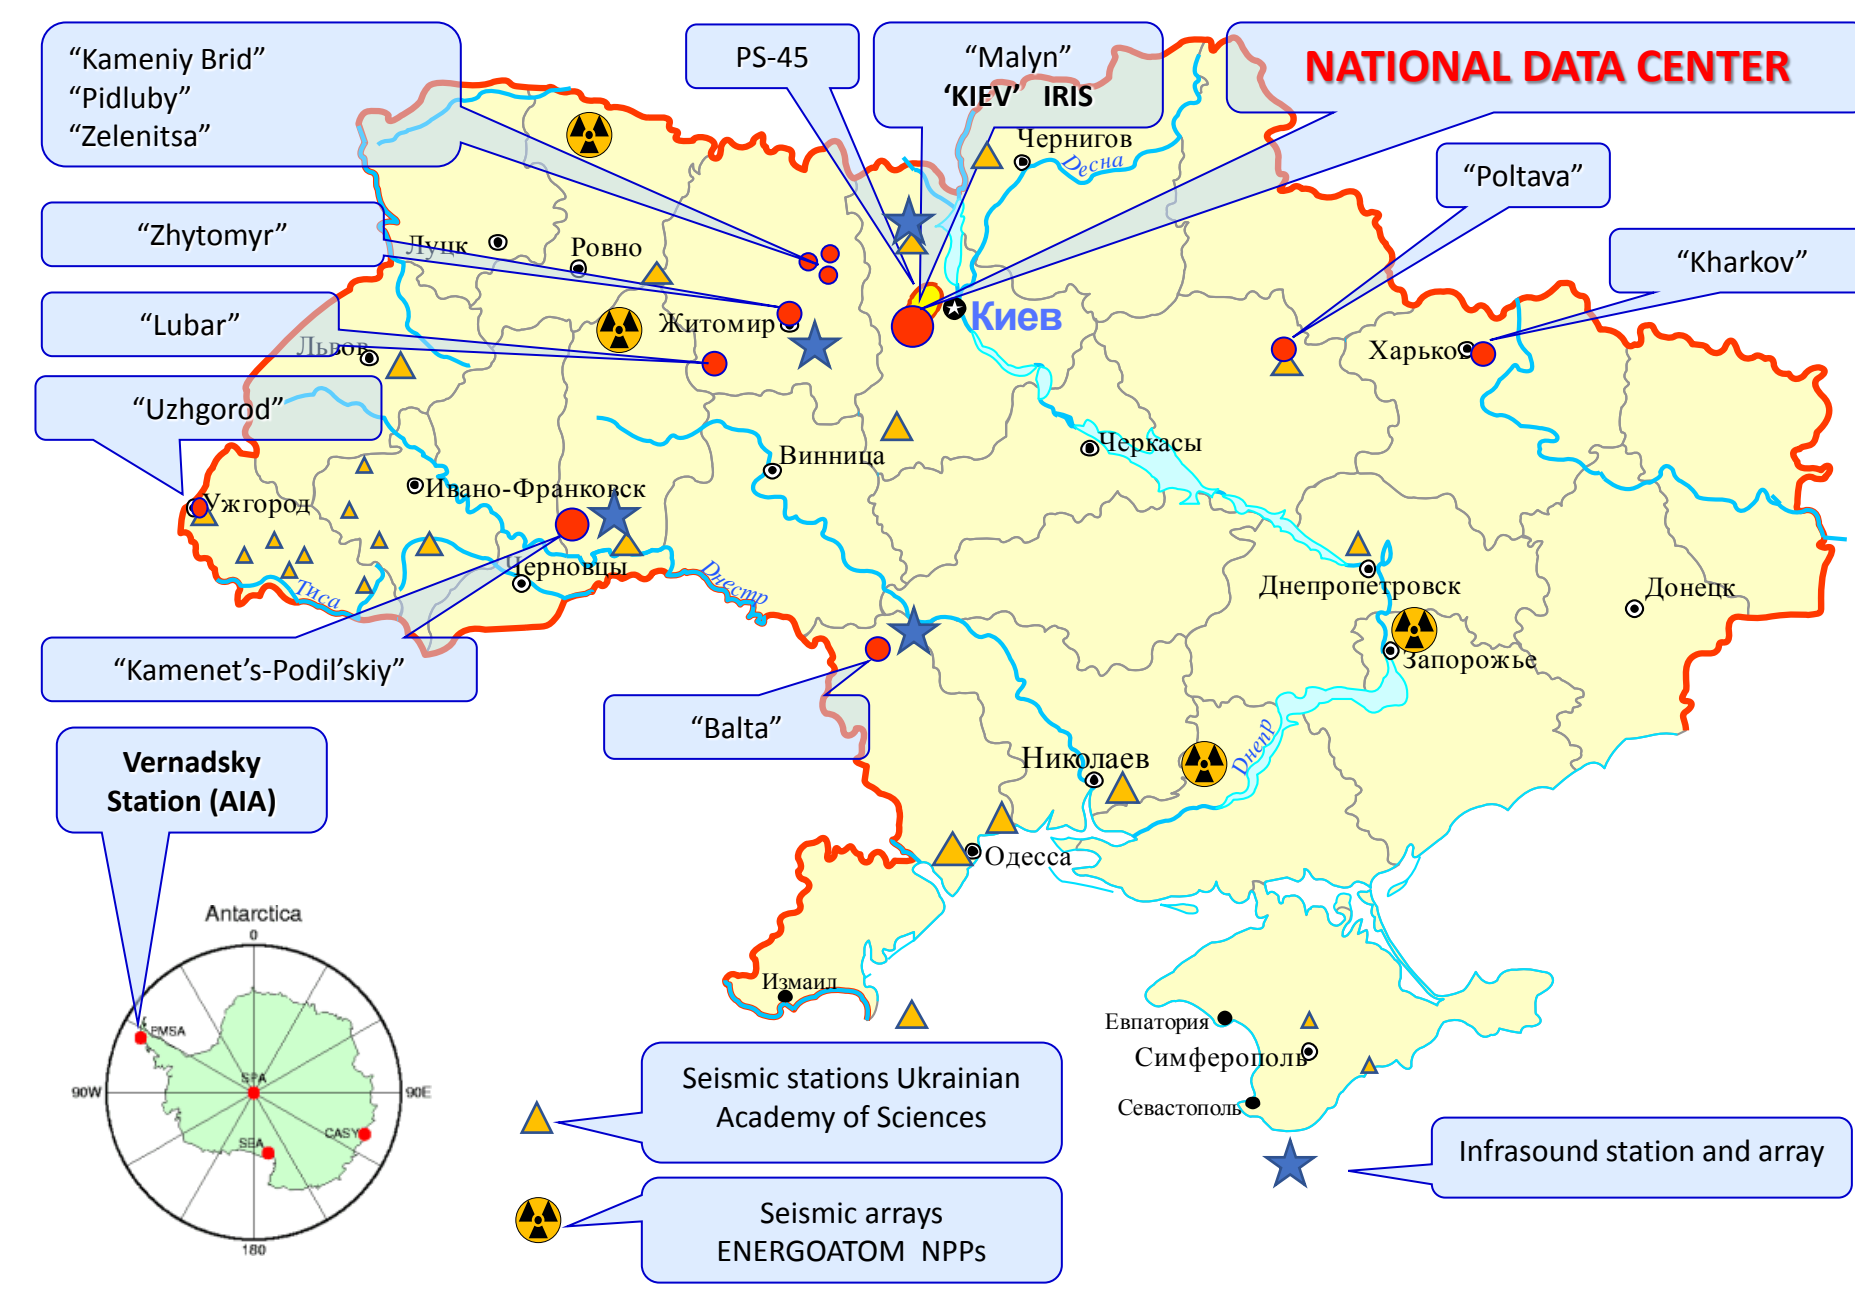 “Kameniy Brid”
“Pidluby”
“Zelenitsa”
PS-45
“Malyn”
‘KIEV’ IRIS
NATIONAL DATA CENTER
“Poltava”
“Kharkov”
“Zhytomyr”
“Lubar”
“Uzhgorod”
“Kamenet's-Podil'skiy”
“Balta”
Vernadsky
Station (AIA)
Чернигов
Десна
Луцк
Ровно
Житомир
Киев
Львов
Харьков
Черкасы
Винница
Ивано-Франковск
Ужгород
Черновцы
Тиса
Днестр
Днепропетровск
Донецк
Запорожье
Днепр
Николаев
Одесса
Измаил
Евпатория
Симферополь
Севастополь
Antarctica
0
PMSA
90W
SPA
90E
SBA
CASY
180
Seismic stations Ukrainian
Academy of Sciences
Seismic arrays
ENERGOATOM NPPs
Infrasound station and array